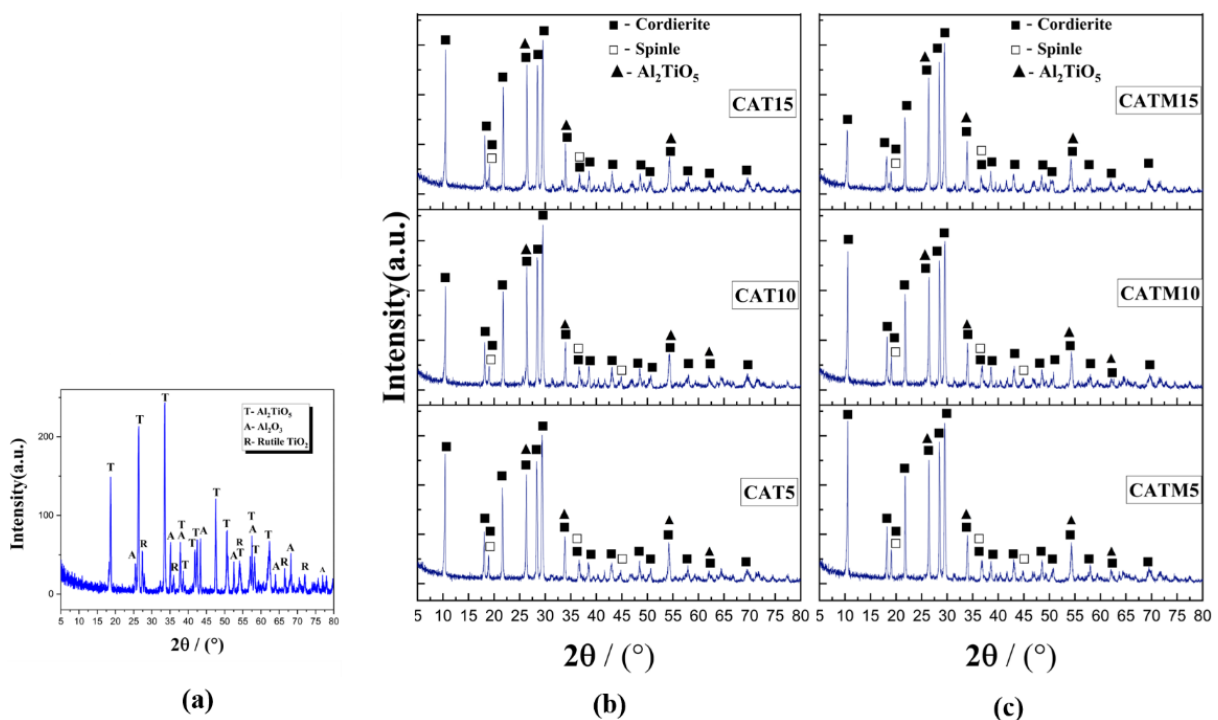 Intensity(a.u.)
200
100
0
T- Al₂TiO₅
A- Al₂O₃
R- Rutile TiO₂
T
T
T
A
R
A
R
T
A
T
T
T
A
T
T
A
R
T
T
A
T
T
A
R
A
R
A
5 10 15 20 25 30 35 40 45 50 55 60 65 70 75 80
2θ / (°)
(a)
Intensity(a.u.)
■ - Cordierite
□ - Spinle
▲ - Al₂TiO₅
CAT15
CAT10
CAT5
5 10 15 20 25 30 35 40 45 50 55 60 65 70 75 80
2θ / (°)
(b)
■ - Cordierite
□ - Spinle
▲ - Al₂TiO₅
CATM15
CATM10
CATM5
5 10 15 20 25 30 35 40 45 50 55 60 65 70 75 80
2θ / (°)
(c)